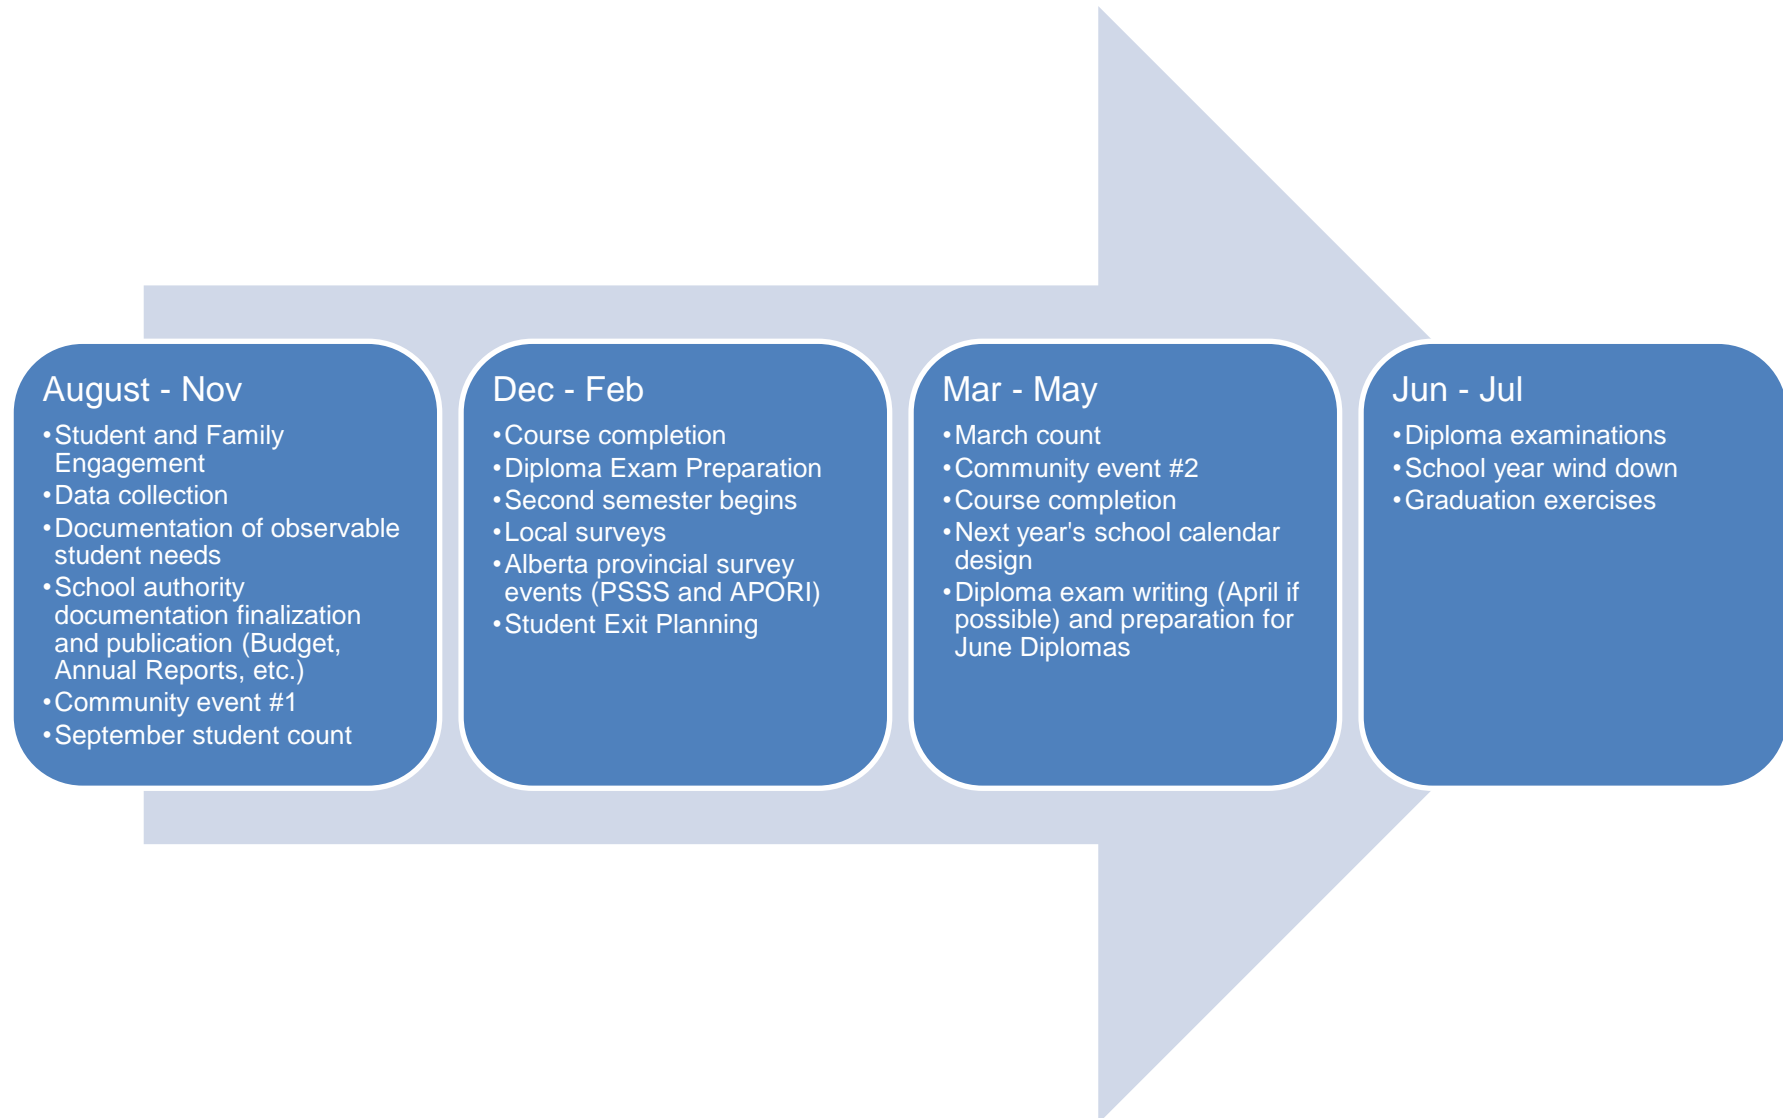 August - Nov
•Student and Family
Engagement
•Data collection
•Documentation of observable
student needs
•School authority
documentation finalization
and publication (Budget,
Annual Reports, etc.)
•Community event #1
•September student count
Dec - Feb
•Course completion
•Diploma Exam Preparation
•Second semester begins
•Local surveys
•Alberta provincial survey
events (PSSS and APORI)
•Student Exit Planning
Mar - May
•March count
•Community event #2
•Course completion
•Next year's school calendar
design
•Diploma exam writing (April if
possible) and preparation for
June Diplomas
Jun - Jul
•Diploma examinations
•School year wind down
•Graduation exercises